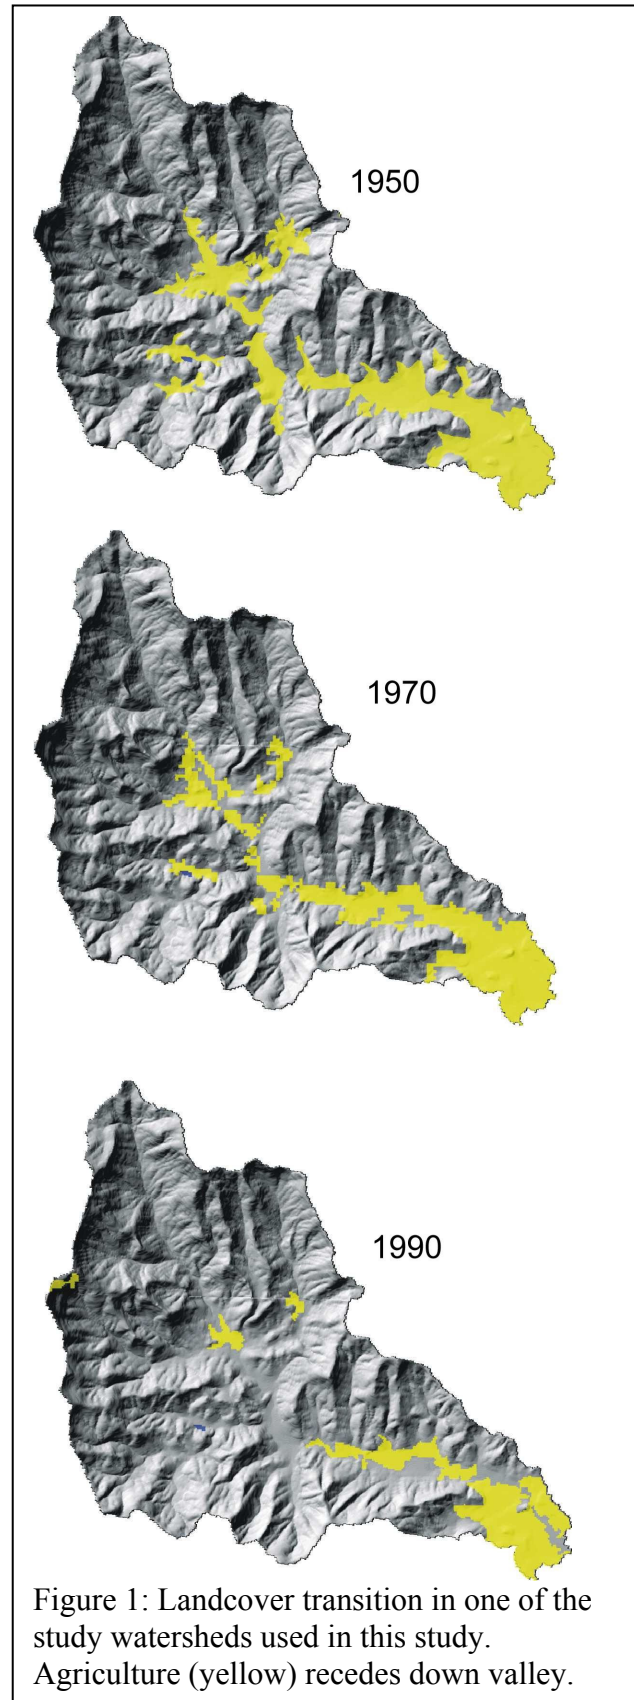 1950
1970
1990
Figure 1: Landcover transition in one of the
study watersheds used in this study.
Agriculture (yellow) recedes down valley.